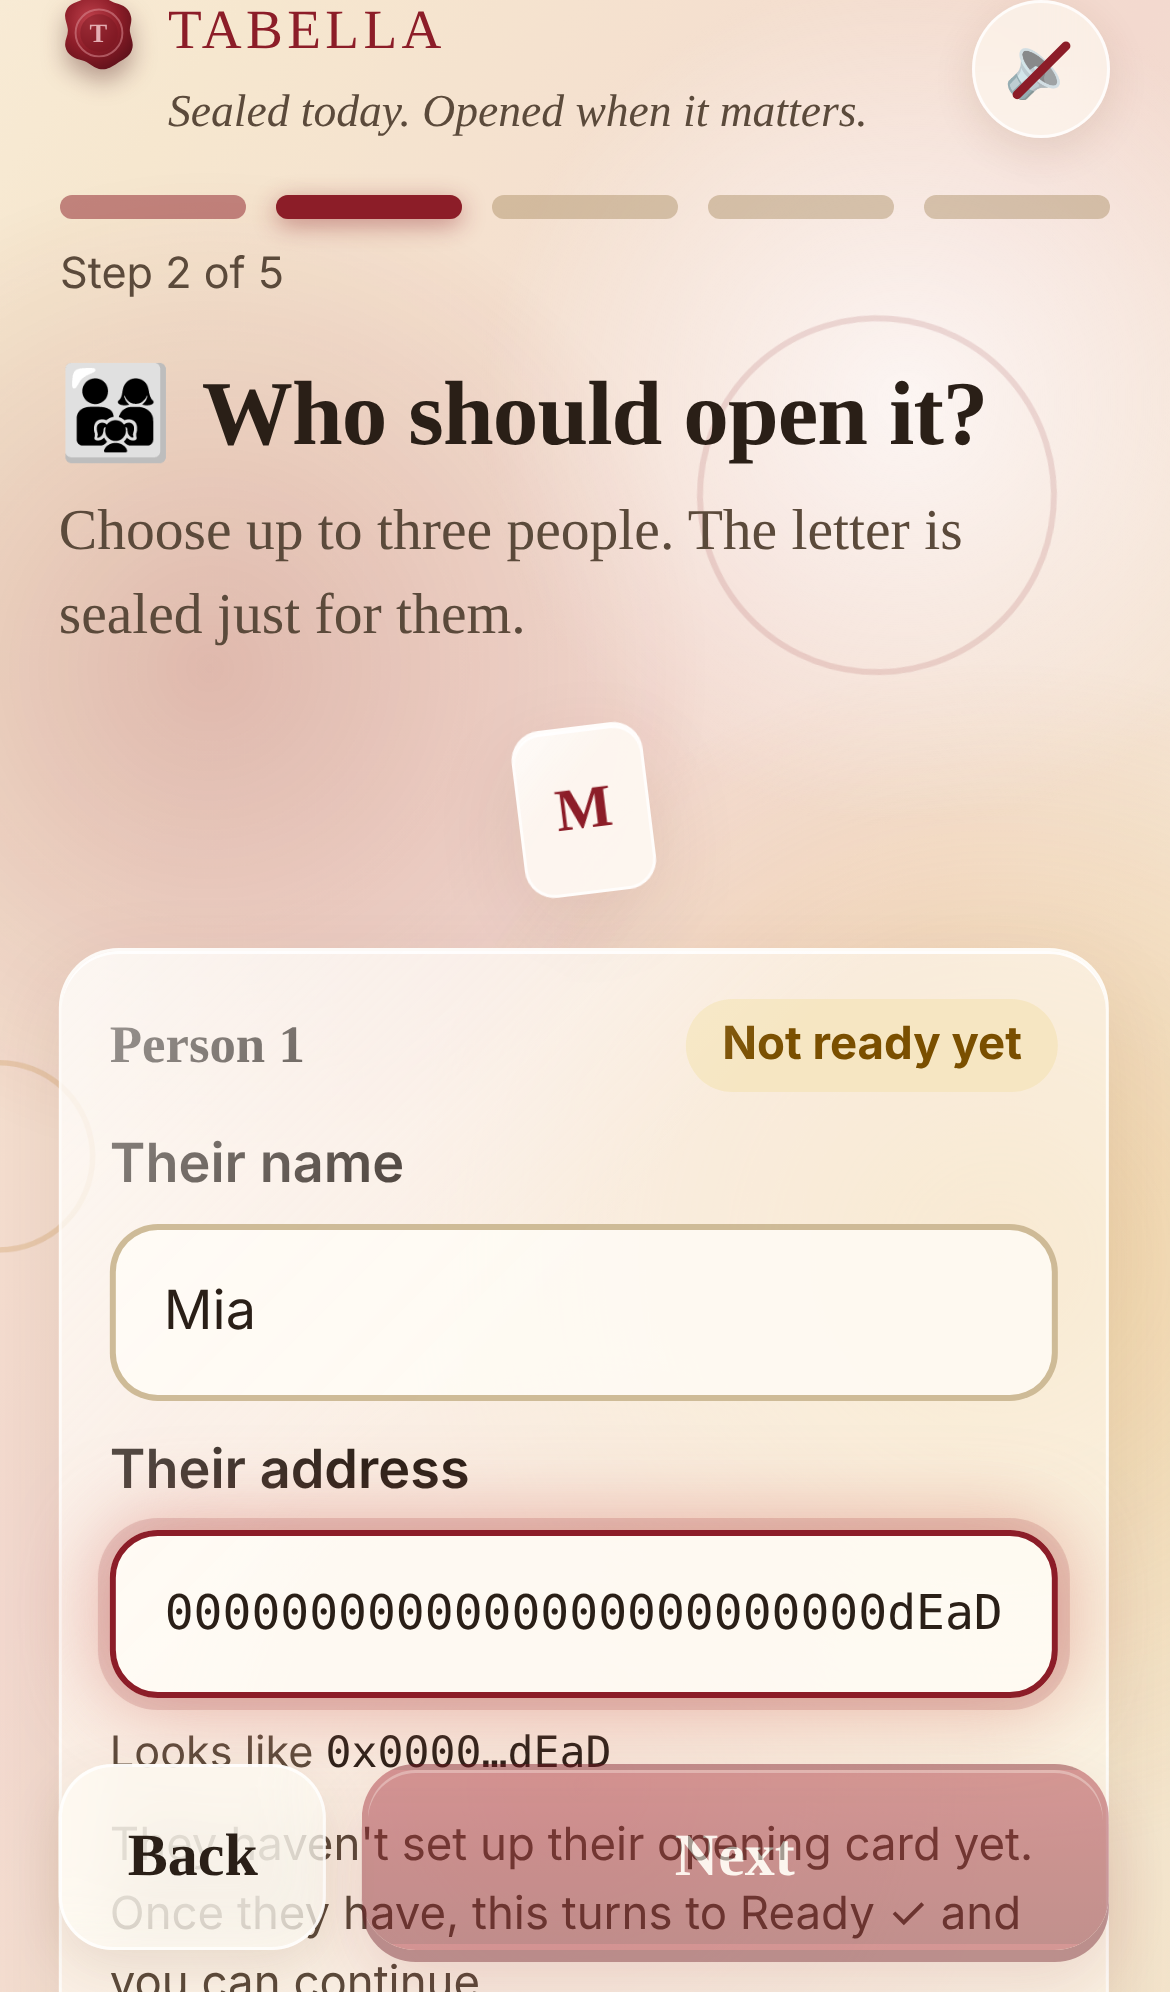 T
TABELLA
Sealed today. Opened when it matters.
Step 2 of 5
Who should open it?
Choose up to three people. The letter is
sealed just for them.
M
Person 1
Not ready yet
Their name
Mia
Their address
00000000000000000000000000dEaD
Looks like 0x0000…dEaD
They haven't set up their opening card yet.
Once they have, this turns to Ready ✓ and
you can continue
Back
Next